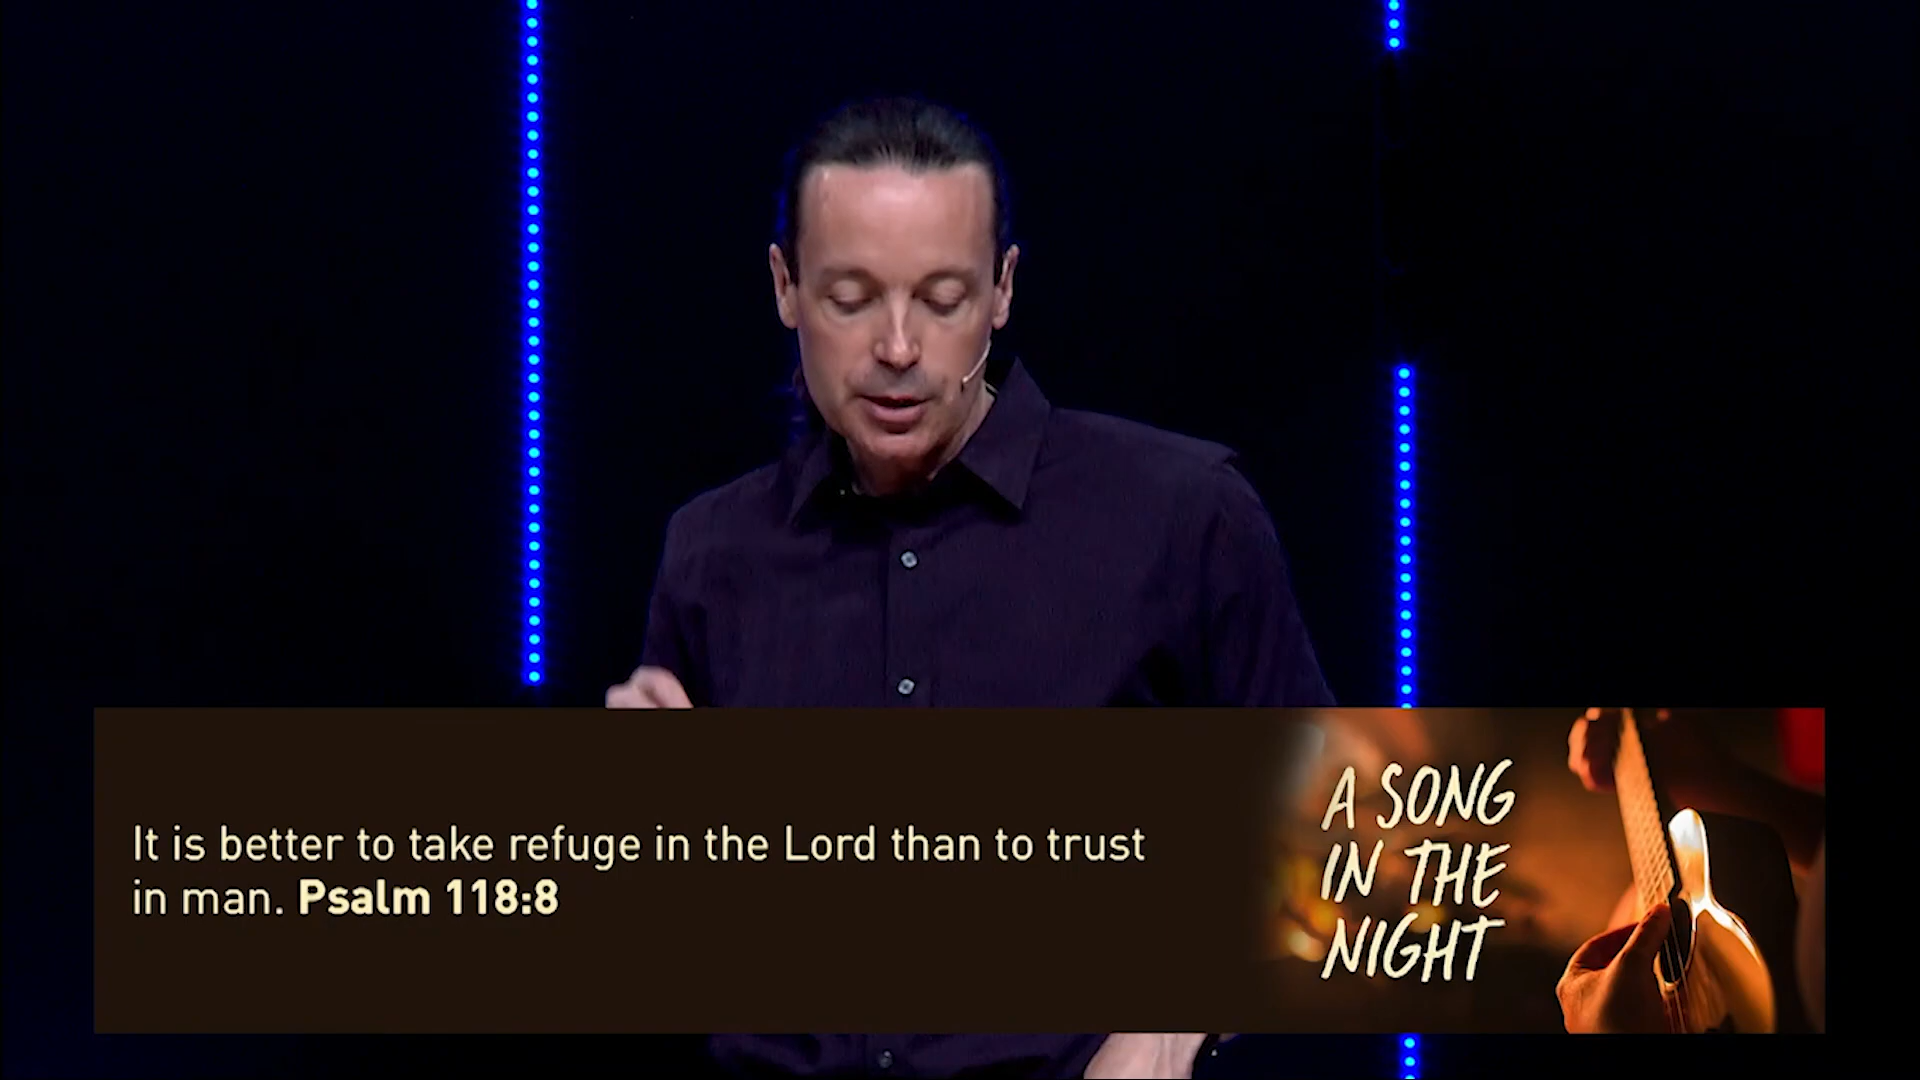 It is better to take refuge in the Lord than to trust
in man. Psalm 118:8
A SONG
IN THE
NIGHT